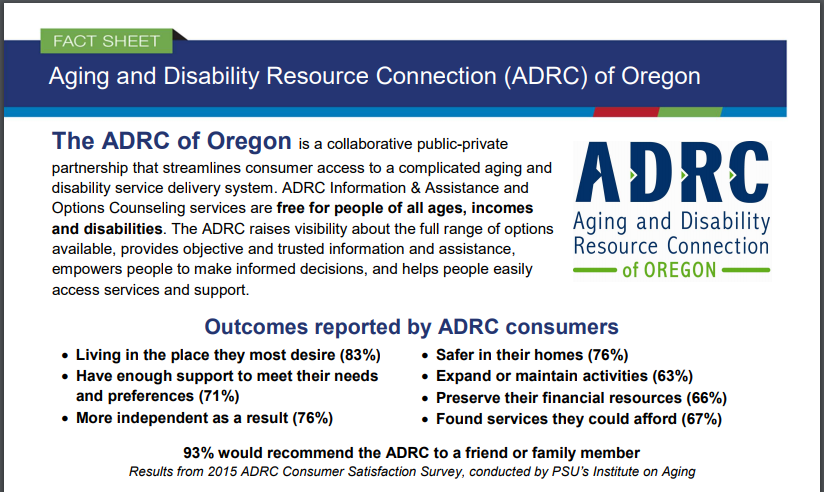 FACT SHEET
Aging and Disability Resource Connection (ADRC) of Oregon
The ADRC of Oregon is a collaborative public-private
partnership that streamlines consumer access to a complicated aging and
disability service delivery system. ADRC Information & Assistance and
Options Counseling services are free for people of all ages, incomes
and disabilities. The ADRC raises visibility about the full range of options
available, provides objective and trusted information and assistance,
empowers people to make informed decisions, and helps people easily
access services and support.
ADRC
Aging and Disability
Resource Connection
of OREGON
Outcomes reported by ADRC consumers
• Living in the place they most desire (83%)
• Have enough support to meet their needs
and preferences (71%)
• More independent as a result (76%)
• Safer in their homes (76%)
• Expand or maintain activities (63%)
• Preserve their financial resources (66%)
• Found services they could afford (67%)
93% would recommend the ADRC to a friend or family member
Results from 2015 ADRC Consumer Satisfaction Survey, conducted by PSU's Institute on Aging